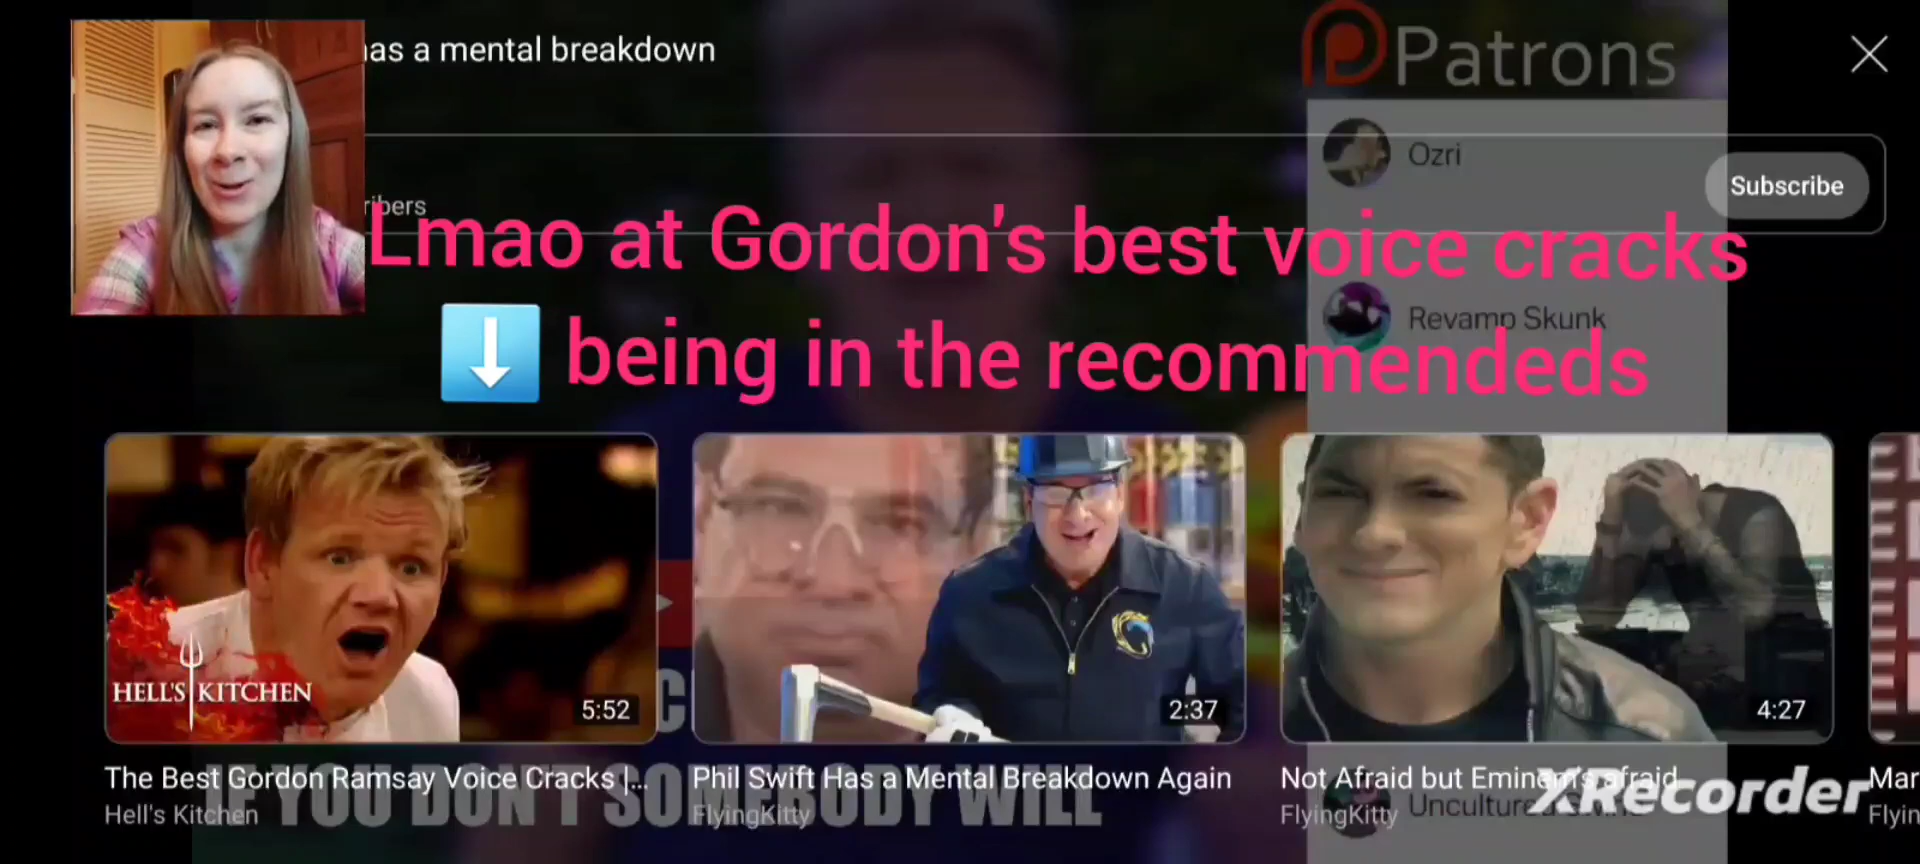 as a mental breakdown
Patrons
Ozri
Subscribe
ribers
Lmao at Gordon's best voice cracks
⬇️ being in the recommendeds
Revamp Skunk
HELL'S KITCHEN
5:52
2:37
4:27
The Best Gordon Ramsay Voice Cracks |...
Hell's Kitchen
Phil Swift Has a Mental Breakdown Again
FlyingKitty
Not Afraid but Eminem's afraid
FlyingKitty
Mar
Flyin
IF YOU DON'T SOMEBODY WILL
XRecorder